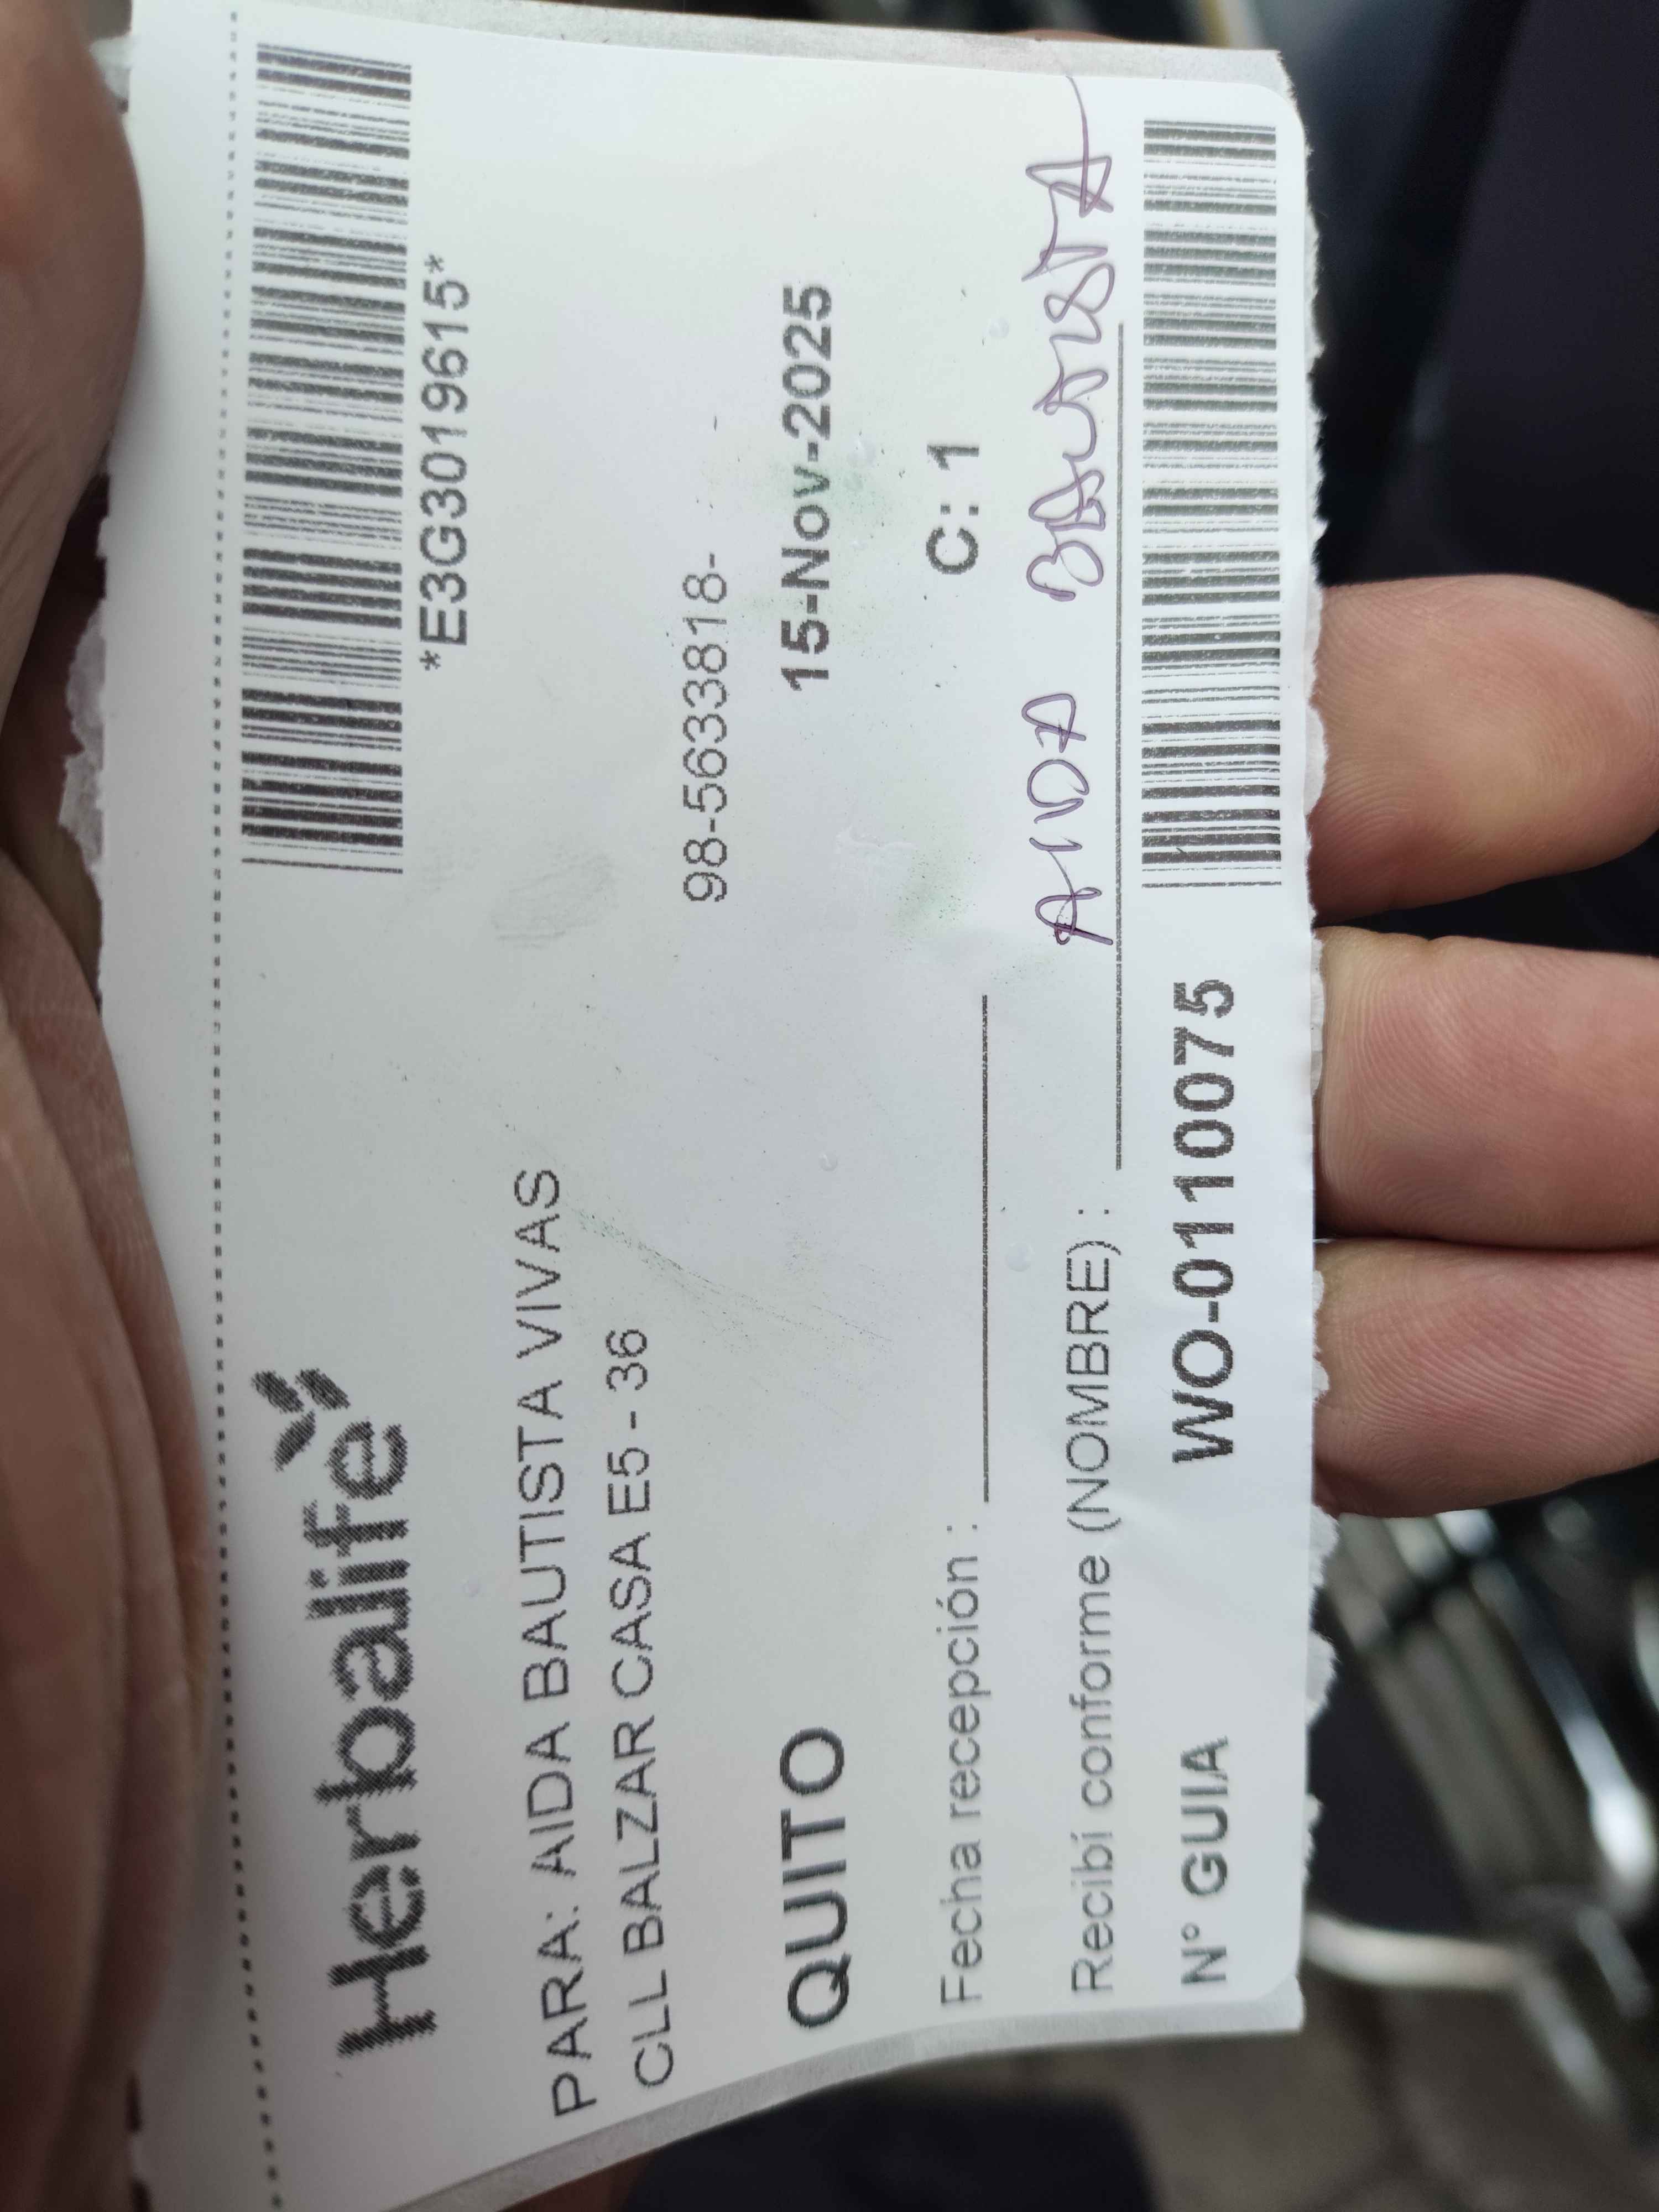 Herbalife
*E3G3019615*
PARA: AIDA BAUTISTA VIVAS
CLL BALZAR CASA E5 - 36
98-5633818-
QUITO 15-Nov-2025
Fecha recepción : C: 1
Recibí conforme (NOMBRE) : AIDA BAUTISTA
N° GUIA WO-0110075